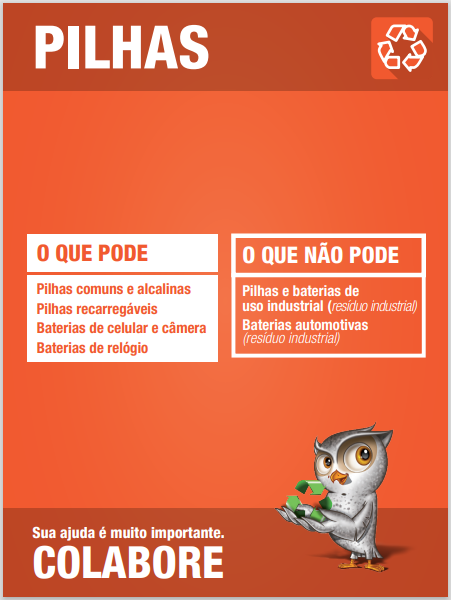 PILHAS
O QUE PODE
Pilhas comuns e alcalinas
Pilhas recarregáveis
Baterias de celular e câmera
Baterias de relógio
O QUE NÃO PODE
Pilhas e baterias de
uso industrial (resíduo industrial)
Baterias automotivas
(resíduo industrial)
Sua ajuda é muito importante.
COLABORE